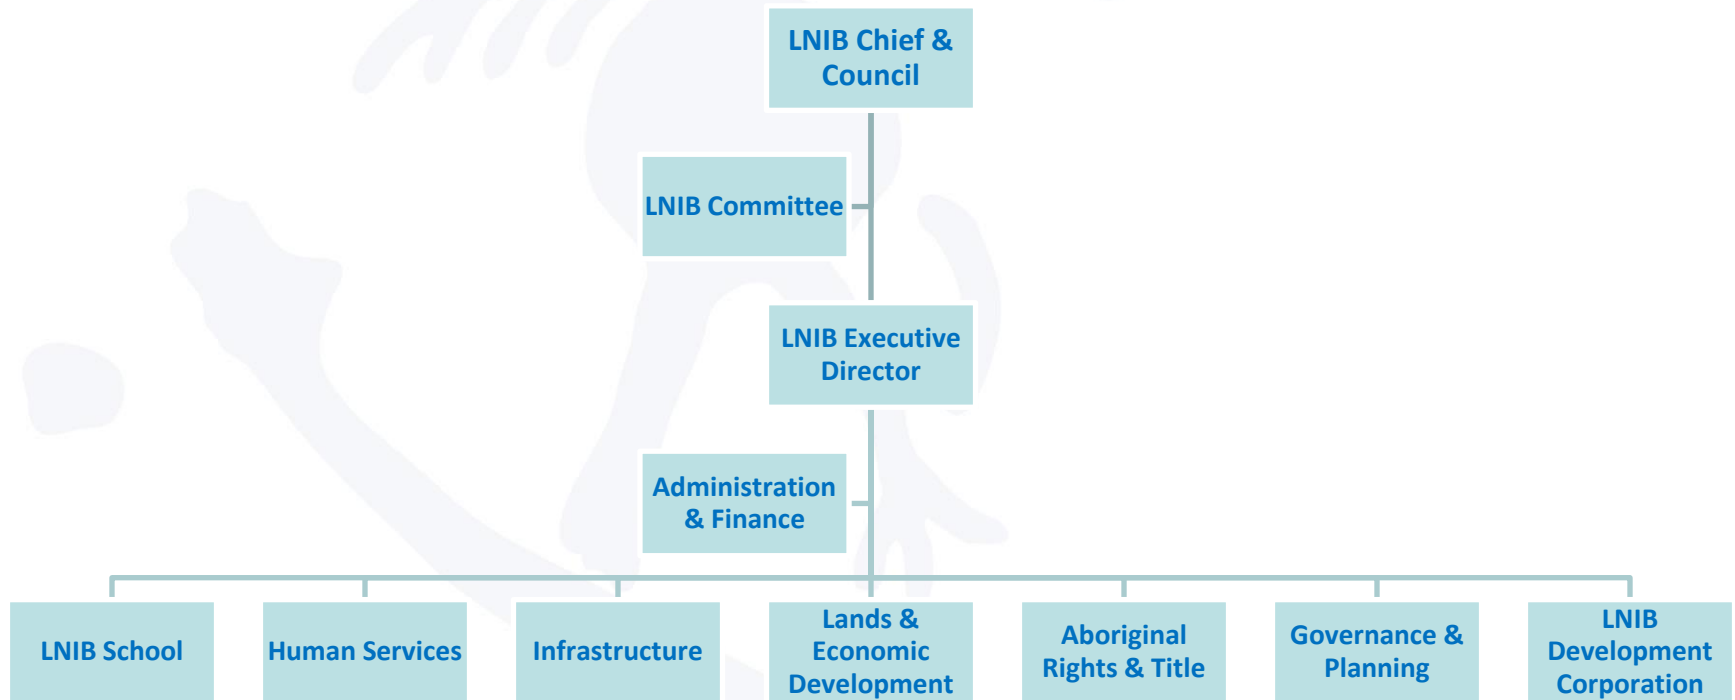 LNIB Chief &
Council
LNIB Committee
LNIB Executive
Director
Administration
& Finance
LNIB School
Human Services
Infrastructure
Lands &
Economic
Development
Aboriginal
Rights & Title
Governance &
Planning
LNIB
Development
Corporation